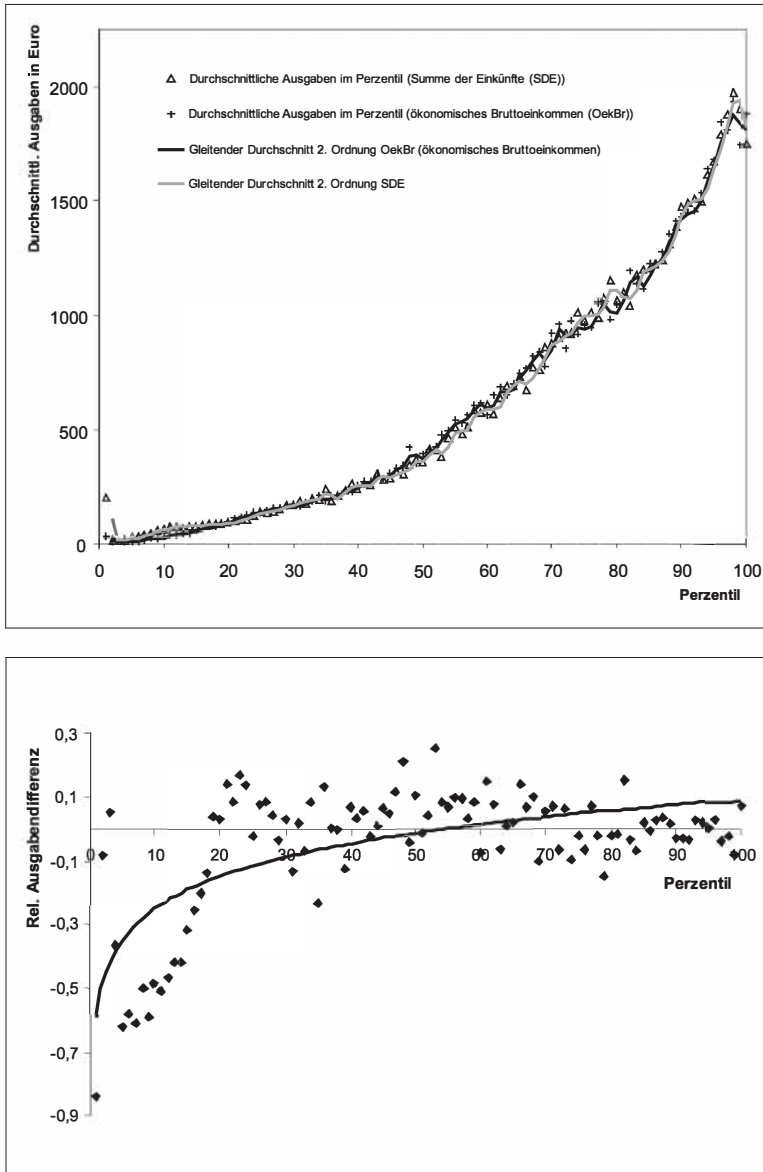 Durchschnittl. Ausgaben in Euro
2000
1500
1000
500
0
Durchschnittliche Ausgaben im Perzentil (Summe der Einkünfte (SDE))
Durchschnittliche Ausgaben im Perzentil (ökonomisches Bruttoeinkommen (OekBr))
Gleitender Durchschnitt 2. Ordnung OekBr (ökonomisches Bruttoeinkommen)
Gleitender Durchschnitt 2. Ordnung SDE
0 10 20 30 40 50 60 70 80 90 100
Perzentil
Rel. Ausgabendifferenz
0,3
0,1
-0,1
-0,3
-0,5
-0,7
-0,9
0 10 20 30 40 50 60 70 80 90 100
Perzentil